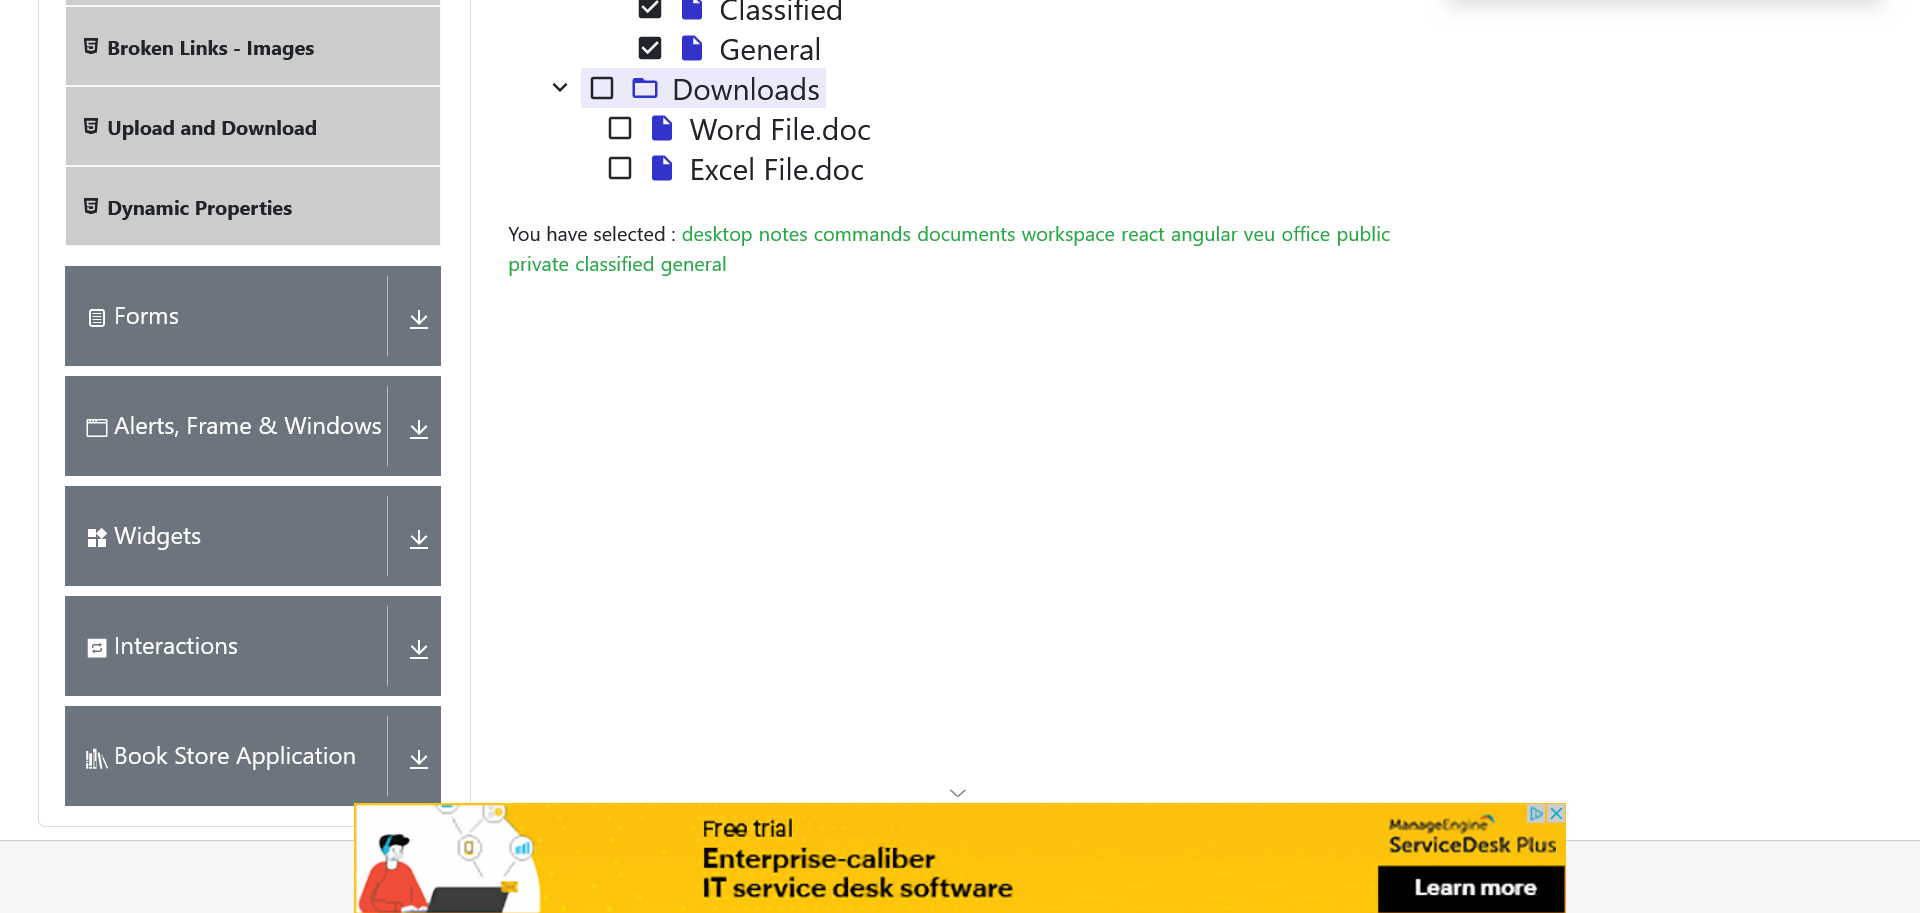 Broken Links - Images
Upload and Download
Dynamic Properties
Forms
Alerts, Frame & Windows
Widgets
Interactions
Book Store Application
Classified
General
Downloads
Word File.doc
Excel File.doc
You have selected : desktop notes commands documents workspace react angular veu office public
private classified general
Free trial
Enterprise-caliber
IT service desk software
ManageEngine
ServiceDesk Plus
Learn more